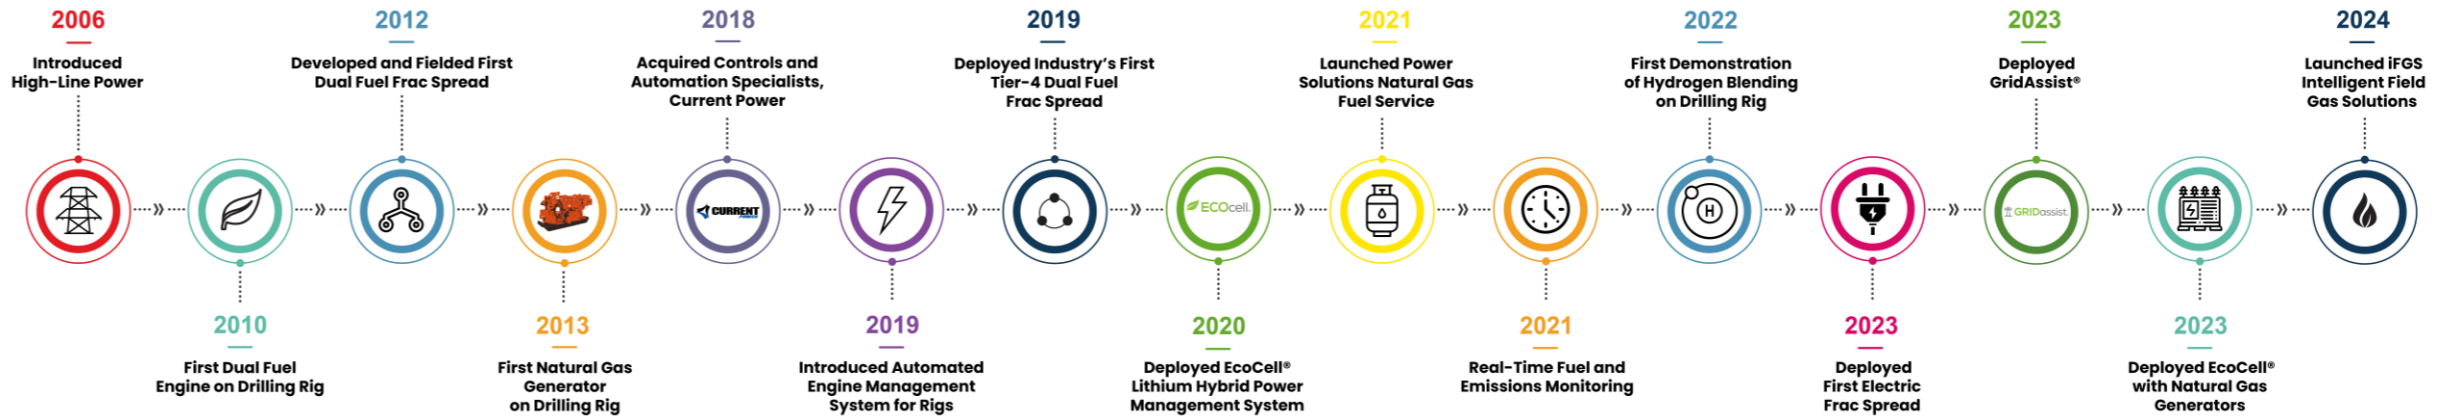 2006
Introduced
High-Line Power
2010
First Dual Fuel
Engine on Drilling Rig
2012
Developed and Fielded First
Dual Fuel Frac Spread
2013
First Natural Gas
Generator
on Drilling Rig
2018
Acquired Controls and
Automation Specialists,
Current Power
CURRENT
POWER
2019
Introduced Automated
Engine Management
System for Rigs
2019
Deployed Industry's First
Tier-4 Dual Fuel
Frac Spread
ECOcell.
2020
Deployed EcoCell®
Lithium Hybrid Power
Management System
2021
Launched Power
Solutions Natural Gas
Fuel Service
2021
Real-Time Fuel and
Emissions Monitoring
2022
First Demonstration
of Hydrogen Blending
on Drilling Rig
H
2023
Deployed
First Electric
Frac Spread
2023
Deployed
GridAssist®
GRIDassist.
2023
Deployed EcoCell®
with Natural Gas
Generators
2024
Launched iFGS
Intelligent Field
Gas Solutions